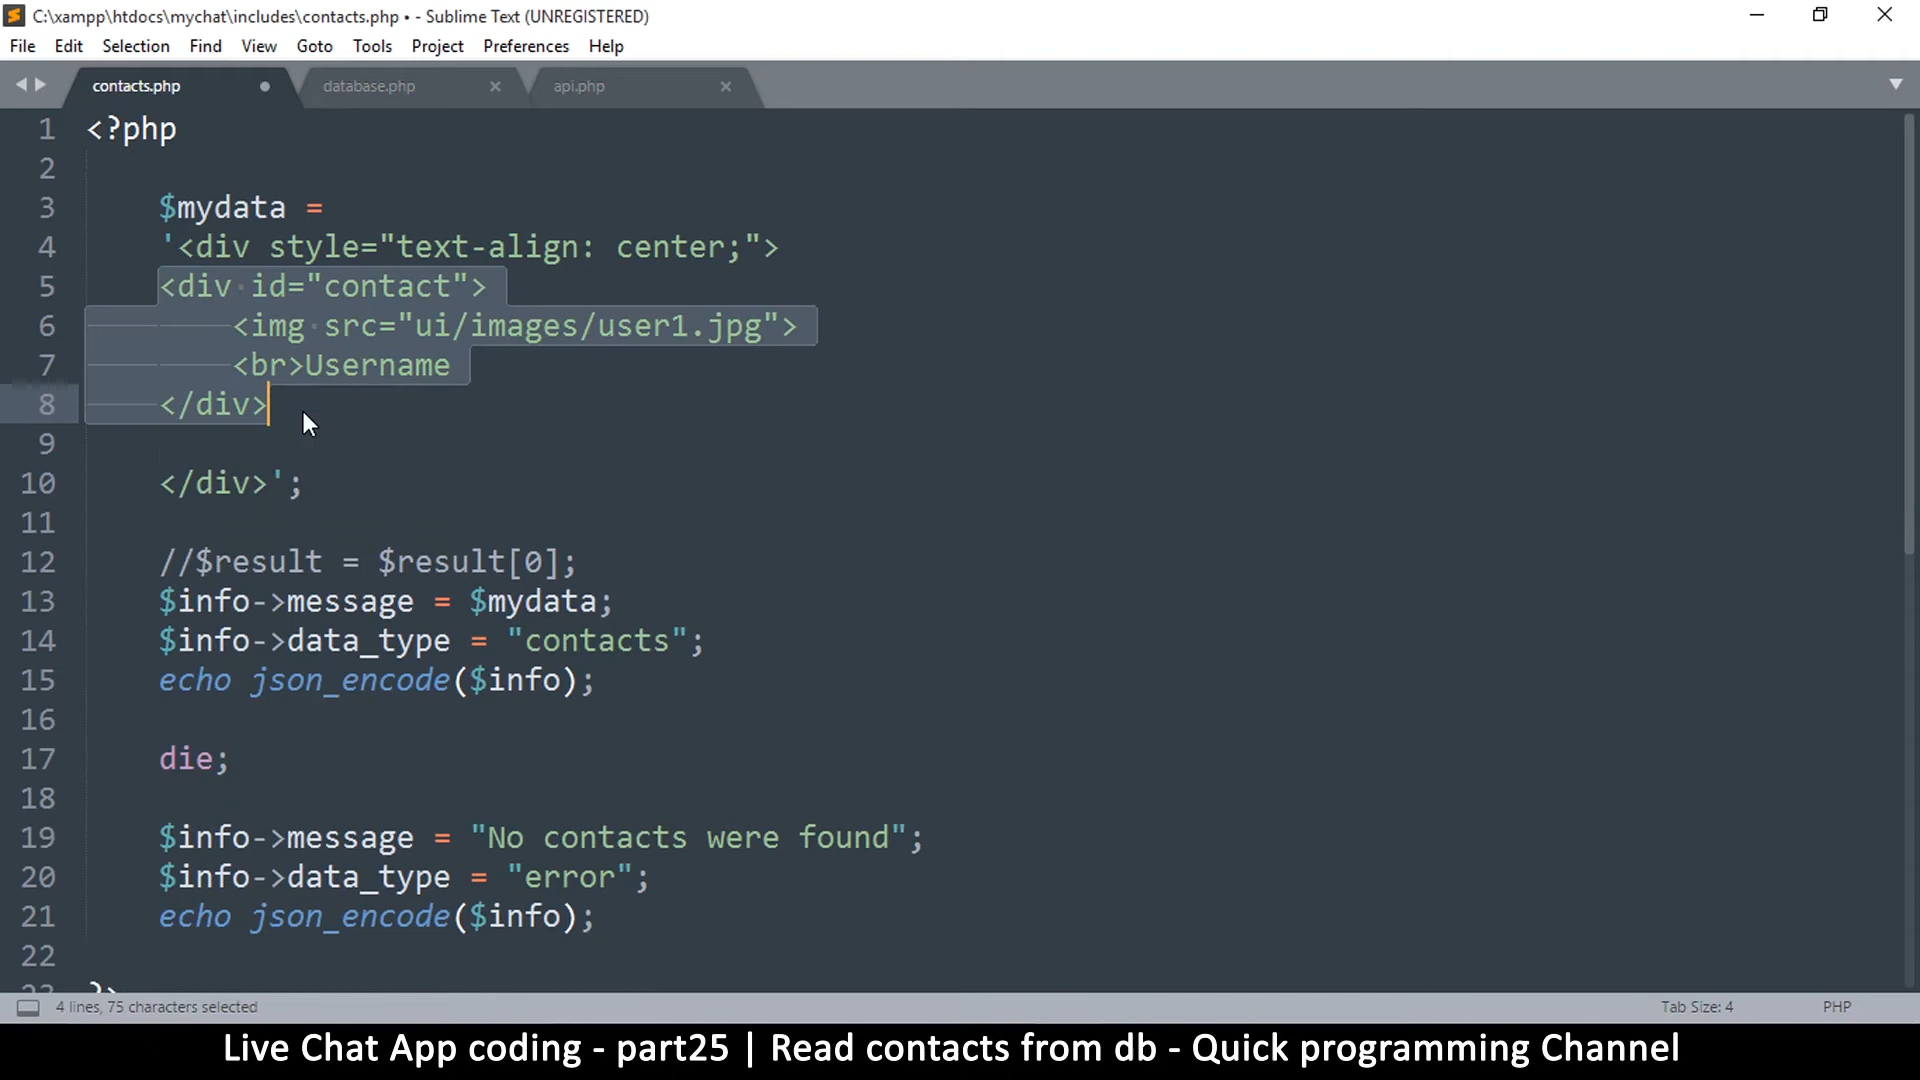 C:\xampp\htdocs\mychat\includes\contacts.php • - Sublime Text (UNREGISTERED)
File Edit Selection Find View Goto Tools Project Preferences Help
contacts.php database.php api.php
1 <?php
2
3 $mydata =
4 '<div style="text-align: center;">
5 <div id="contact">
6 <img src="ui/images/user1.jpg">
7 <br>Username
8 </div>
9
10 </div>';
11
12 //$result = $result[0];
13 $info->message = $mydata;
14 $info->data_type = "contacts";
15 echo json_encode($info);
16
17 die;
18
19 $info->message = "No contacts were found";
20 $info->data_type = "error";
21 echo json_encode($info);
22
23 ?>
4 lines, 75 characters selected Tab Size: 4 PHP
Live Chat App coding - part25 | Read contacts from db - Quick programming Channel